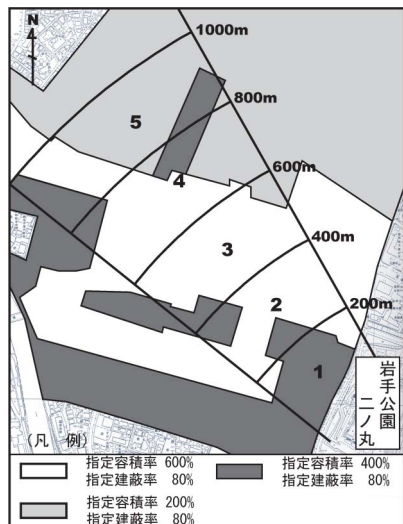 N
1000m
800m
5
600m
4
3
400m
2
200m
1
岩手公園
二ノ丸
(凡 例)
指定容積率 600%
指定建蔽率 80%
指定容積率 400%
指定建蔽率 80%
指定容積率 200%
指定建蔽率 80%